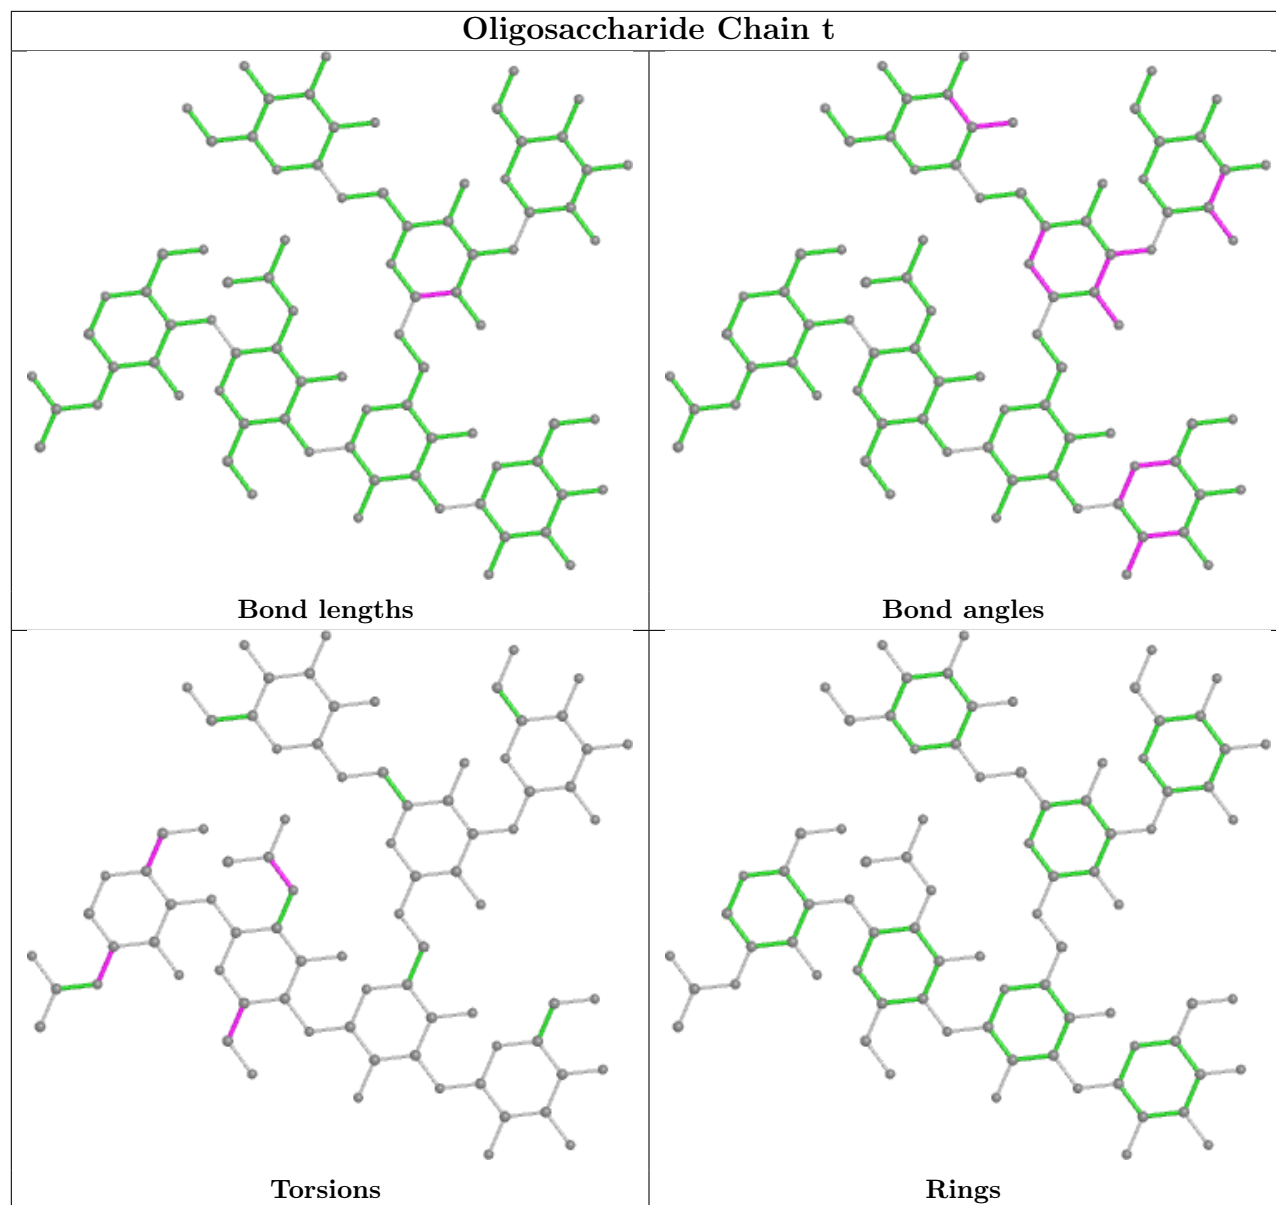 Oligosaccharide Chain t
Bond lengths
Bond angles
Torsions
Rings